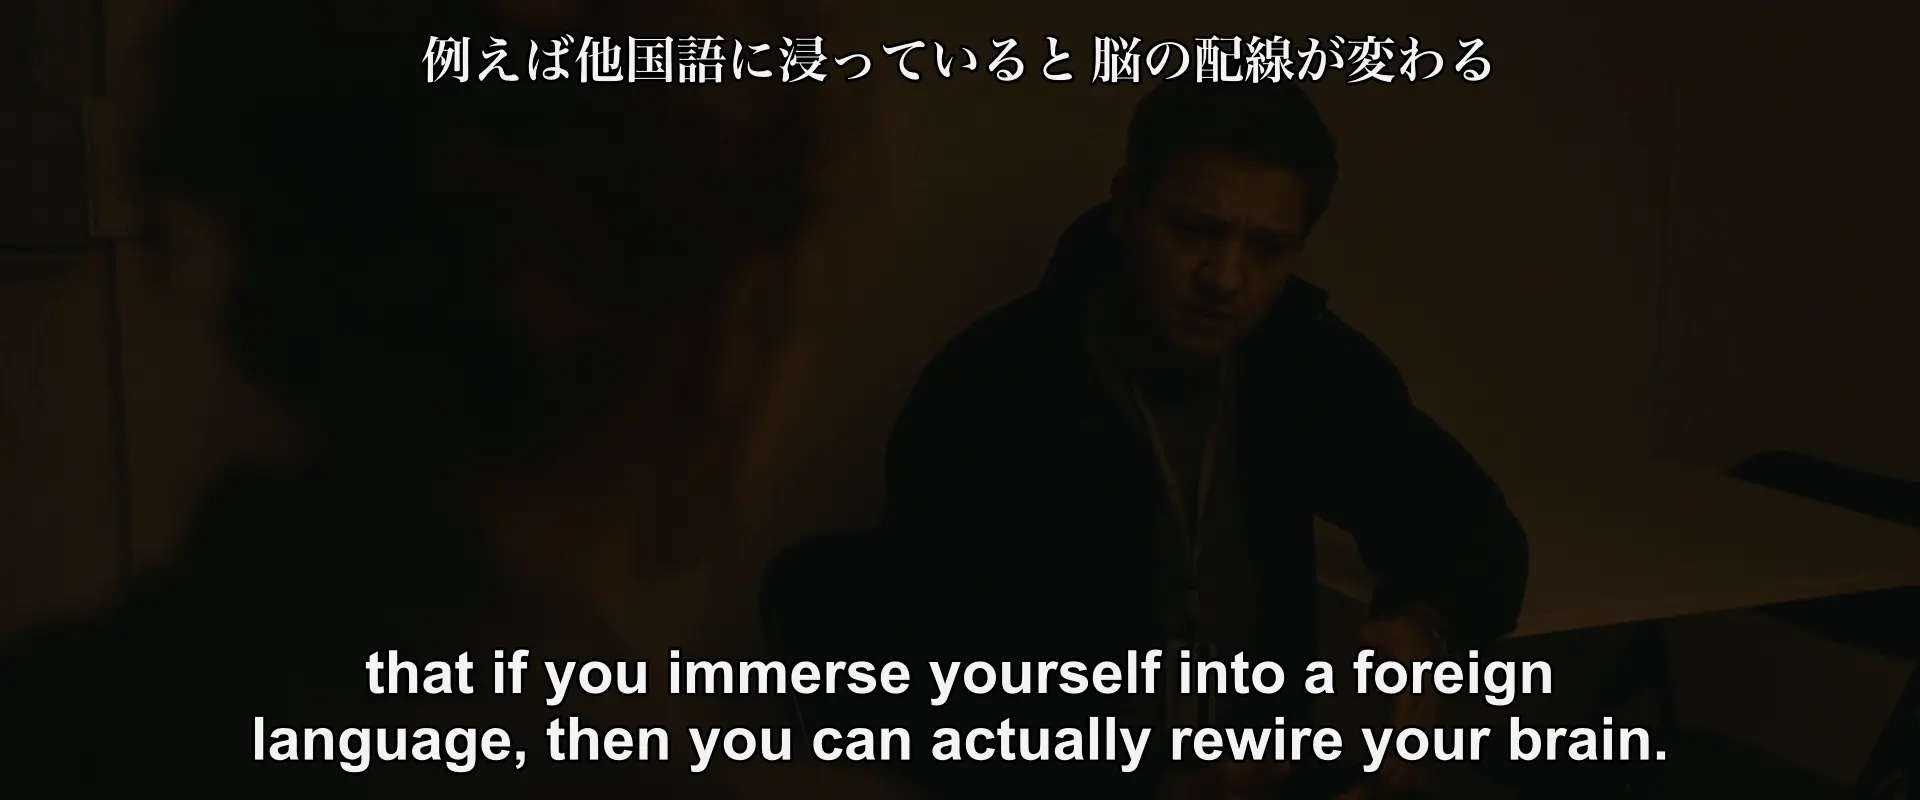 例えば他国語に浸っていると 脳の配線が変わる
that if you immerse yourself into a foreign
language, then you can actually rewire your brain.